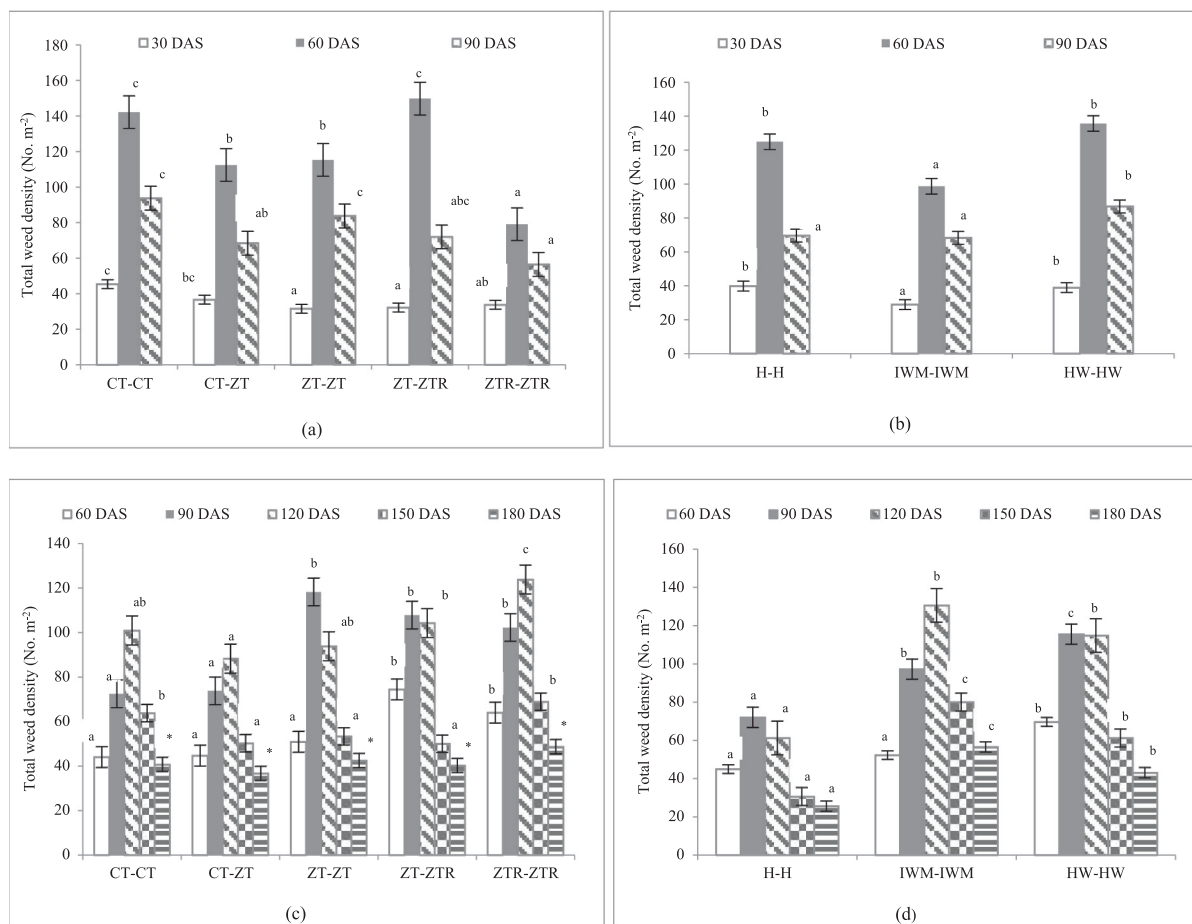 30 DAS 60 DAS 90 DAS
Total weed density (No. m⁻²)
180
160
140
120
100
80
60
40
20
0
c c c
bc b ab
a b c
a c abc
ab a a
CT-CT CT-ZT ZT-ZT ZT-ZTR ZTR-ZTR
(a)
30 DAS 60 DAS 90 DAS
Total weed density (No. m⁻²)
180
160
140
120
100
80
60
40
20
0
b b a
a a a
b b b
H-H IWM-IWM HW-HW
(b)
60 DAS 90 DAS 120 DAS 150 DAS 180 DAS
Total weed density (No. m⁻²)
140
120
100
80
60
40
20
0
a a ab b *
a a a a *
a b ab a *
b b b a *
b b c b *
CT-CT CT-ZT ZT-ZT ZT-ZTR ZTR-ZTR
(c)
60 DAS 90 DAS 120 DAS 150 DAS 180 DAS
Total weed density (No. m⁻²)
160
140
120
100
80
60
40
20
0
a a a a a
a b b c c
b c b b b
H-H IWM-IWM HW-HW
(d)